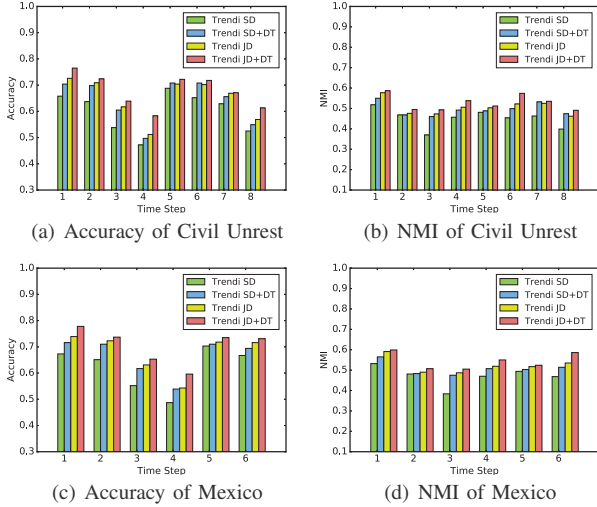 1.0
0.9
0.8
0.7
0.6
0.5
0.4
0.3
Accuracy
1 2 3 4 5 6 7 8
Time Step
Trendi SD
Trendi SD+DT
Trendi JD
Trendi JD+DT
(a) Accuracy of Civil Unrest
1.0
0.9
0.8
0.7
0.6
0.5
0.4
0.3
0.2
0.1
NMI
1 2 3 4 5 6 7 8
Time Step
Trendi SD
Trendi SD+DT
Trendi JD
Trendi JD+DT
(b) NMI of Civil Unrest
1.0
0.9
0.8
0.7
0.6
0.5
0.4
0.3
Accuracy
1 2 3 4 5 6
Time Step
Trendi SD
Trendi SD+DT
Trendi JD
Trendi JD+DT
(c) Accuracy of Mexico
1.0
0.9
0.8
0.7
0.6
0.5
0.4
0.3
0.2
0.1
NMI
1 2 3 4 5 6
Time Step
Trendi SD
Trendi SD+DT
Trendi JD
Trendi JD+DT
(d) NMI of Mexico